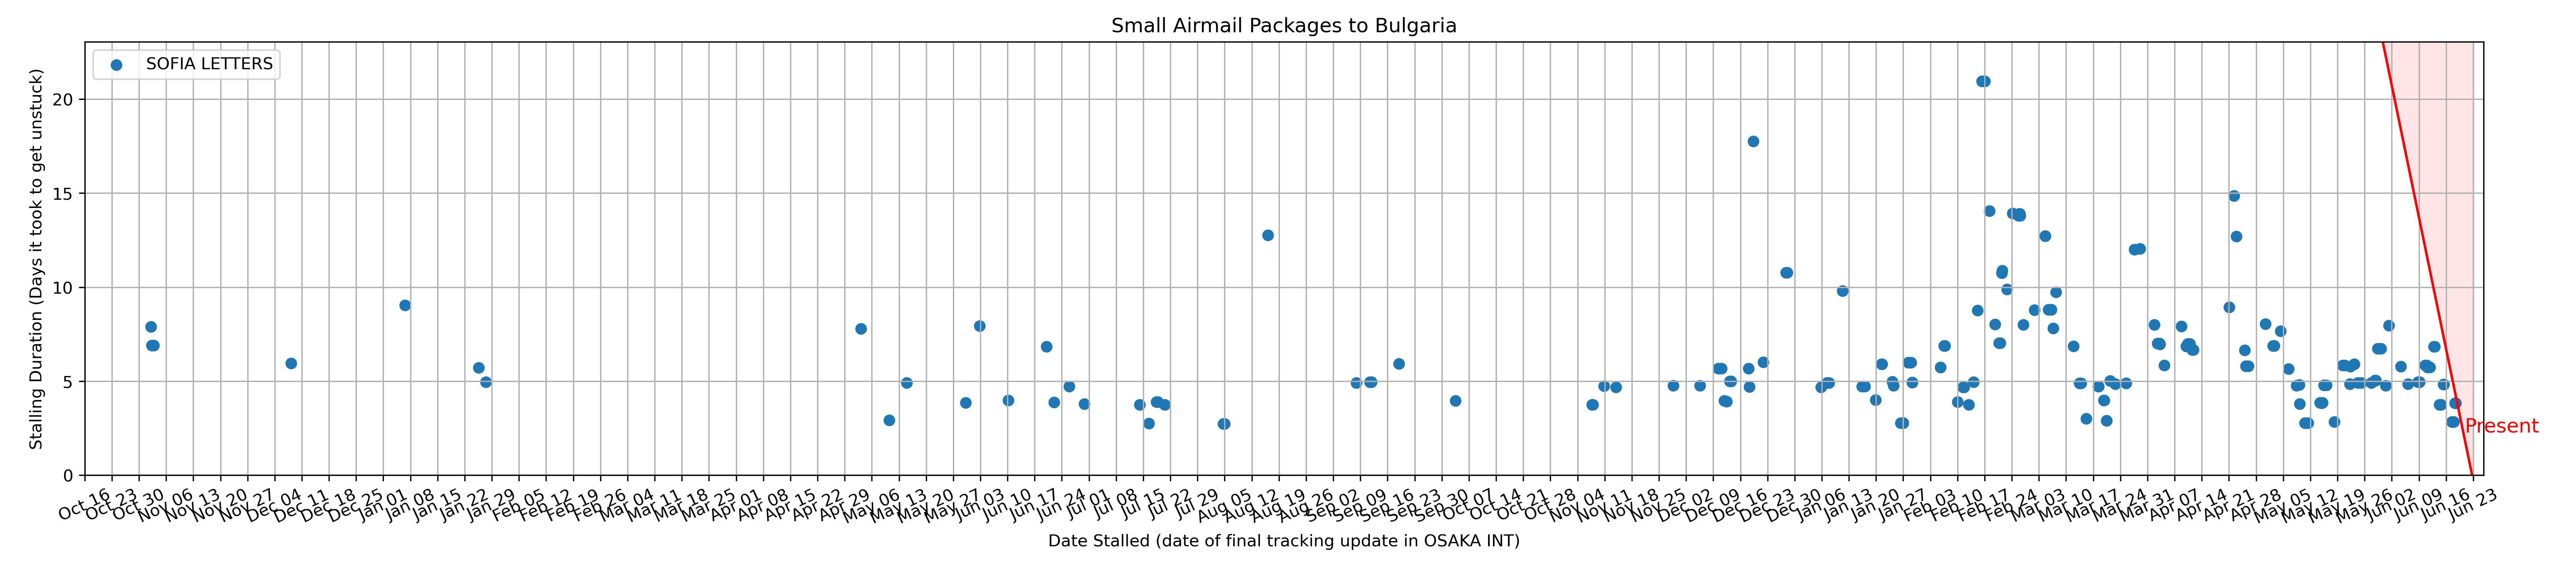 Small Airmail Packages to Bulgaria
SOFIA LETTERS
Stalling Duration (Days it took to get unstuck)
20
15
10
5
0
Present
Oct 16
Oct 23
Oct 30
Nov 06
Nov 13
Nov 20
Nov 27
Dec 04
Dec 11
Dec 18
Dec 25
Jan 01
Jan 08
Jan 15
Jan 22
Jan 29
Feb 05
Feb 12
Feb 19
Feb 26
Mar 04
Mar 11
Mar 18
Mar 25
Apr 01
Apr 08
Apr 15
Apr 22
Apr 29
May 06
May 13
May 20
May 27
Jun 03
Jun 10
Jun 17
Jun 24
Jul 01
Jul 08
Jul 15
Jul 22
Jul 29
Aug 05
Aug 12
Aug 19
Aug 26
Sep 02
Sep 09
Sep 16
Sep 23
Sep 30
Oct 07
Oct 14
Oct 21
Oct 28
Nov 04
Nov 11
Nov 18
Nov 25
Dec 02
Dec 09
Dec 16
Dec 23
Dec 30
Jan 06
Jan 13
Jan 20
Jan 27
Feb 03
Feb 10
Feb 17
Feb 24
Mar 03
Mar 10
Mar 17
Mar 24
Mar 31
Apr 07
Apr 14
Apr 21
Apr 28
May 05
May 12
May 19
May 26
Jun 02
Jun 09
Jun 16
Jun 23
Date Stalled (date of final tracking update in OSAKA INT)